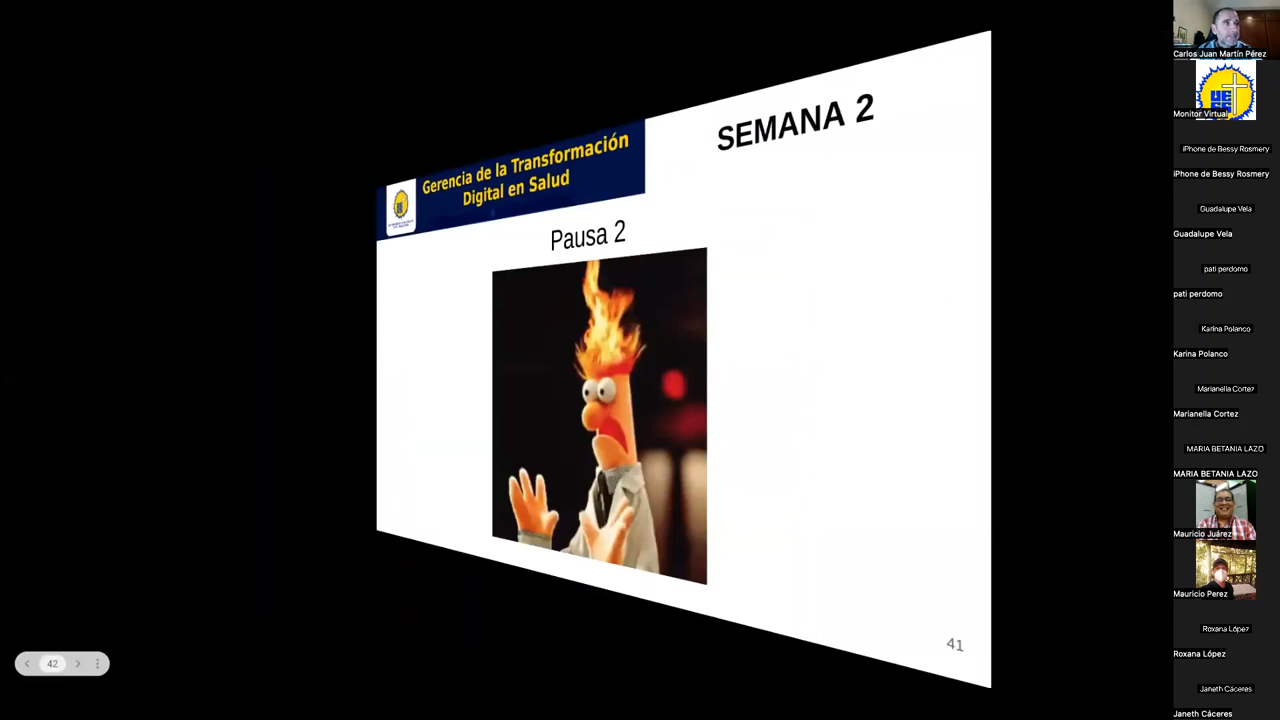 SEMANA 2
Gerencia de la Transformación
Digital en Salud
Pausa 2
41
42
Carlos Juan Martín Pérez
Monitor Virtual
iPhone de Bessy Rosmery
iPhone de Bessy Rosmery
Guadalupe Vela
Guadalupe Vela
pati perdomo
pati perdomo
Karina Polanco
Karina Polanco
Marianella Cortez
Marianella Cortez
MARIA BETANIA LAZO
MARIA BETANIA LAZO
Mauricio Juárez
Mauricio Perez
Roxana López
Roxana López
Janeth Cáceres
Janeth Cáceres